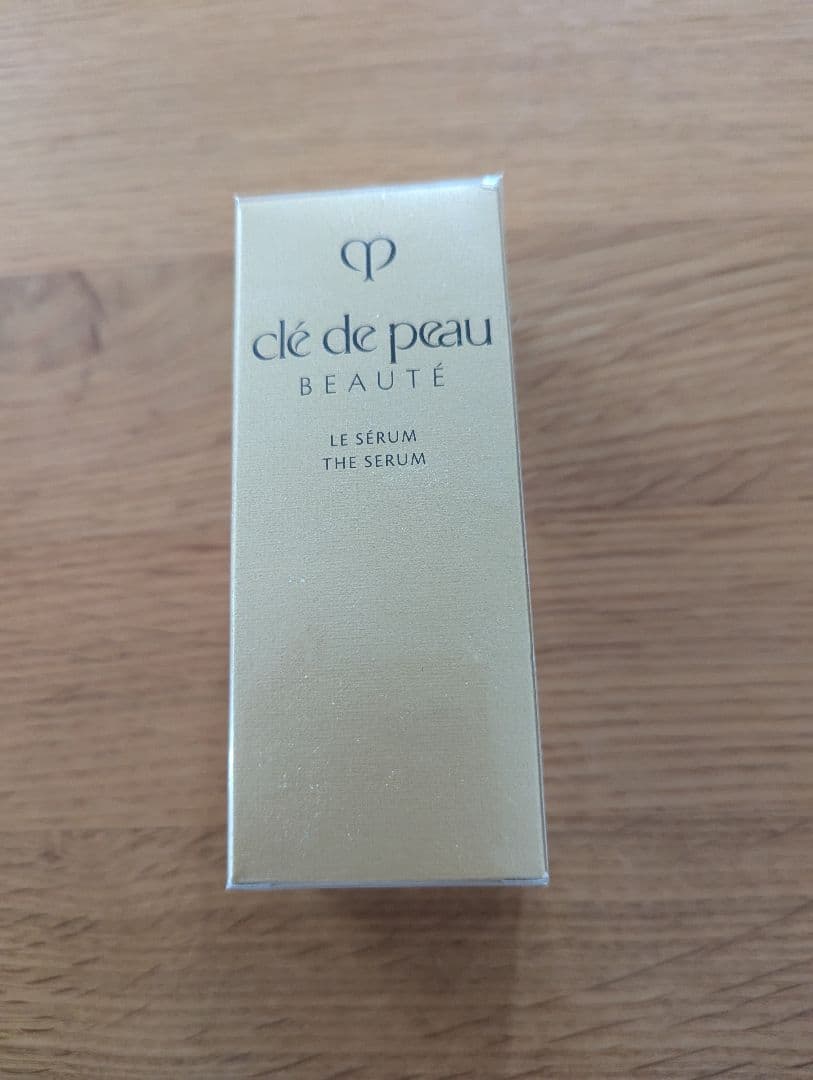 clé de peau
BEAUTÉ
LE SÉRUM
THE SERUM